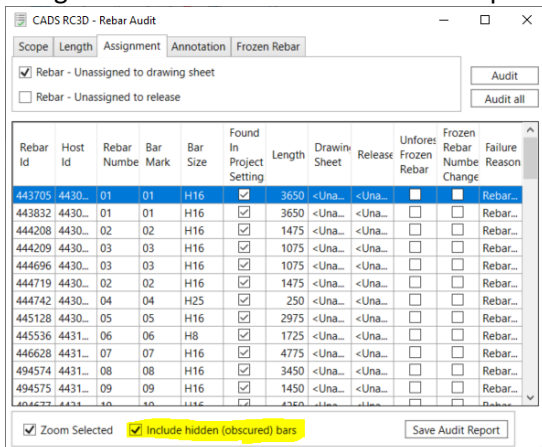 CADS RC3D - Rebar Audit
Scope Length Assignment Annotation Frozen Rebar
Rebar - Unassigned to drawing sheet
Audit
Rebar - Unassigned to release
Audit all
Rebar Id Host Id Rebar Numbe Bar Mark Bar Size Found In Project Setting Length Drawin Sheet Release Unfores Frozen Rebar Frozen Rebar Numbe Change Failure Reason
443705 4430... 01 01 H16 3650 <Una... <Una... Rebar...
443832 4430... 01 01 H16 3650 <Una... <Una... Rebar...
444208 4430... 02 02 H16 1475 <Una... <Una... Rebar...
444209 4430... 03 03 H16 1075 <Una... <Una... Rebar...
444696 4430... 03 03 H16 1075 <Una... <Una... Rebar...
444719 4430... 02 02 H16 1475 <Una... <Una... Rebar...
444742 4430... 04 04 H25 250 <Una... <Una... Rebar...
445128 4430... 05 05 H16 2975 <Una... <Una... Rebar...
445536 4431... 06 06 H8 1725 <Una... <Una... Rebar...
446628 4431... 07 07 H16 4775 <Una... <Una... Rebar...
494574 4431... 08 08 H16 3450 <Una... <Una... Rebar...
494575 4431... 09 09 H16 1450 <Una... <Una... Rebar...
Zoom Selected Include hidden (obscured) bars Save Audit Report